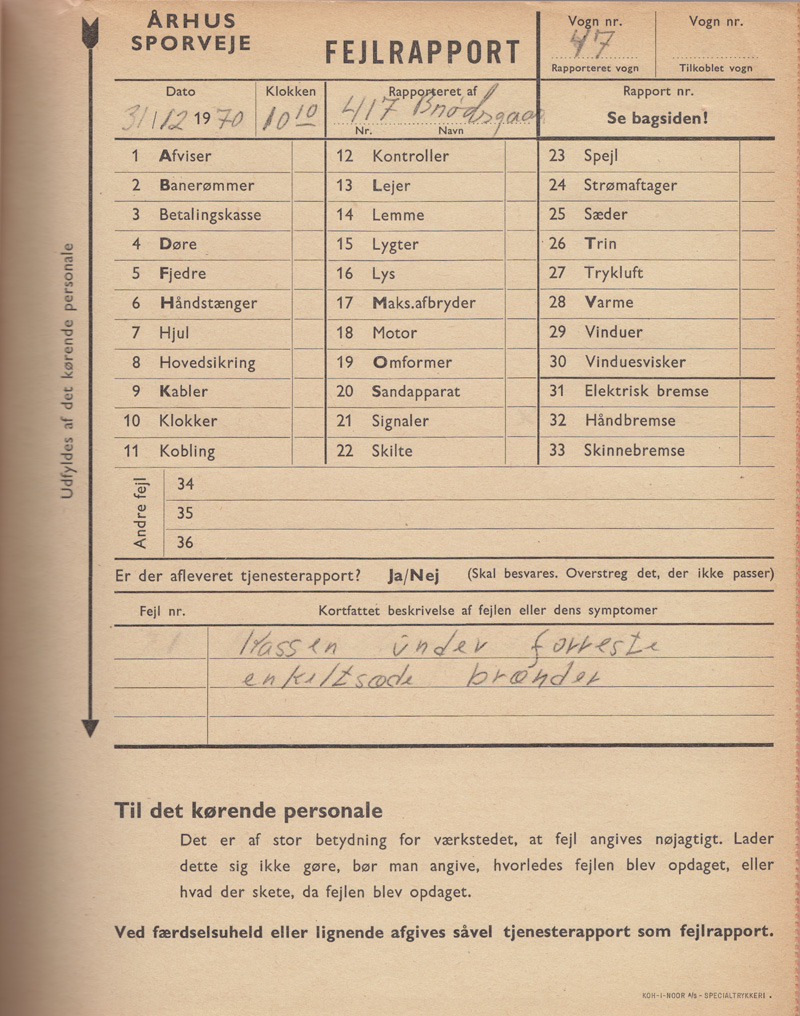 ÅRHUS
SPORVEJE
FEJLRAPPORT
Vogn nr.
47
Rapporteret vogn
Vogn nr.
Tilkoblet vogn
Dato
31/12 1970
Klokken
10 10
Rapporteret af
417 Brødsgaar
Nr. Navn
Rapport nr.
Se bagsiden!
Udfyldes af det kørende personale
1 Afviser
2 Banerømmer
3 Betalingskasse
4 Døre
5 Fjedre
6 Håndstænger
7 Hjul
8 Hovedsikring
9 Kabler
10 Klokker
11 Kobling
12 Kontroller
13 Lejer
14 Lemme
15 Lygter
16 Lys
17 Maks.afbryder
18 Motor
19 Omformer
20 Sandapparat
21 Signaler
22 Skilte
23 Spejl
24 Strømaftager
25 Sæder
26 Trin
27 Trykluft
28 Varme
29 Vinduer
30 Vinduesvisker
31 Elektrisk bremse
32 Håndbremse
33 Skinnebremse
Andre fejl
34
35
36
Er der afleveret tjenesterapport? Ja/Nej (Skal besvares. Overstreg det, der ikke passer)
Fejl nr. Kortfattet beskrivelse af fejlen eller dens symptomer
Kassen under forreste
enkeltsæde brænder
Til det kørende personale
Det er af stor betydning for værkstedet, at fejl angives nøjagtigt. Lader
dette sig ikke gøre, bør man angive, hvorledes fejlen blev opdaget, eller
hvad der skete, da fejlen blev opdaget.
Ved færdselsuheld eller lignende afgives såvel tjenesterapport som fejlrapport.
KOH-I-NOOR A/S - SPECIALTRYKKERI .